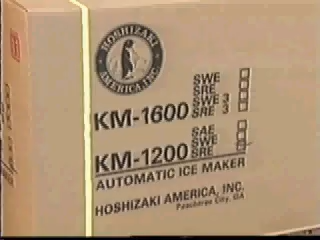 HOSHIZAKI
AMERICA, INC.
SWE
SRE
KM-1600 SWE 3
SRE 3
SAE
KM-1200 SWE
SRE
AUTOMATIC ICE MAKER
HOSHIZAKI AMERICA, INC.
Peachtree City, GA